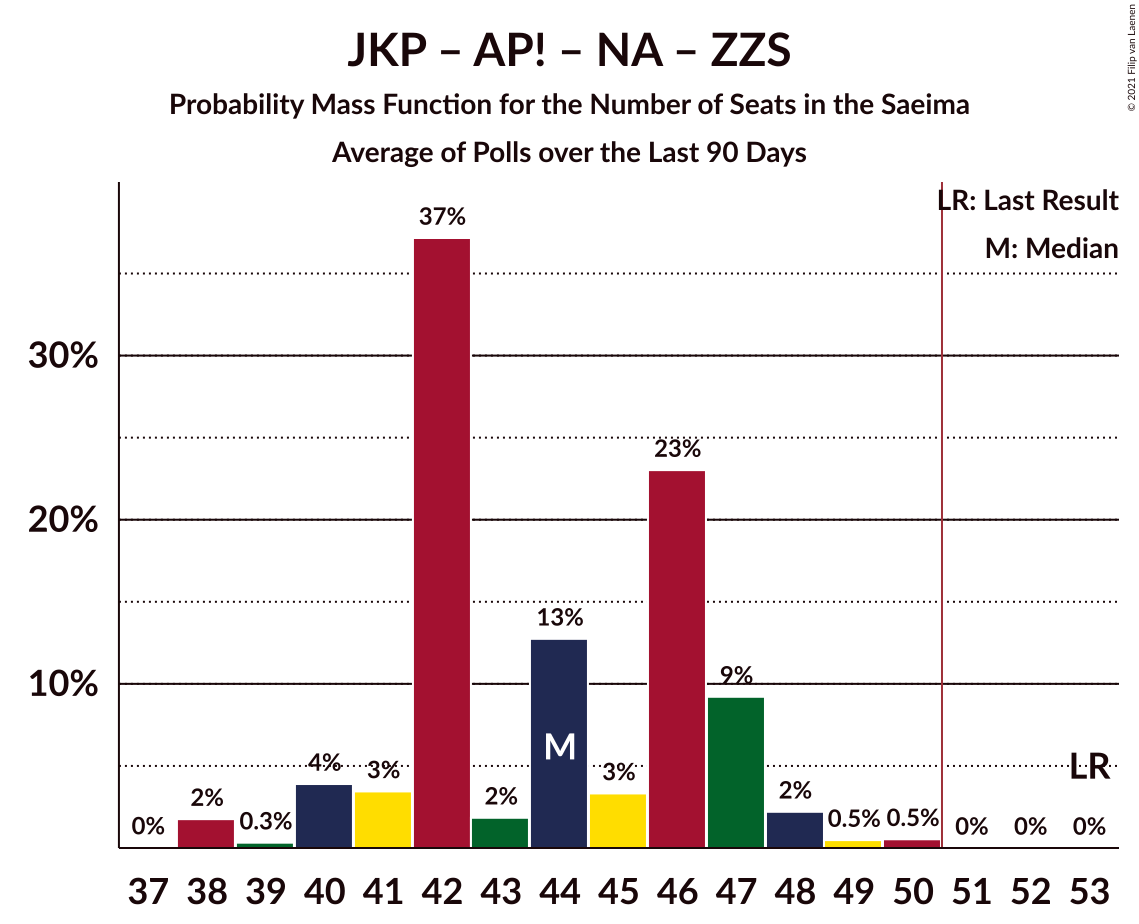 JKP – AP! – NA – ZZS
Probability Mass Function for the Number of Seats in the Saeima
Average of Polls over the Last 90 Days
© 2021 Filip van Laenen
LR: Last Result
M: Median
30%
20%
10%
0%
2%
0.3%
4%
3%
37%
2%
13%
3%
23%
9%
2%
0.5%
0.5%
0%
0%
0%
M
LR
37 38 39 40 41 42 43 44 45 46 47 48 49 50 51 52 53